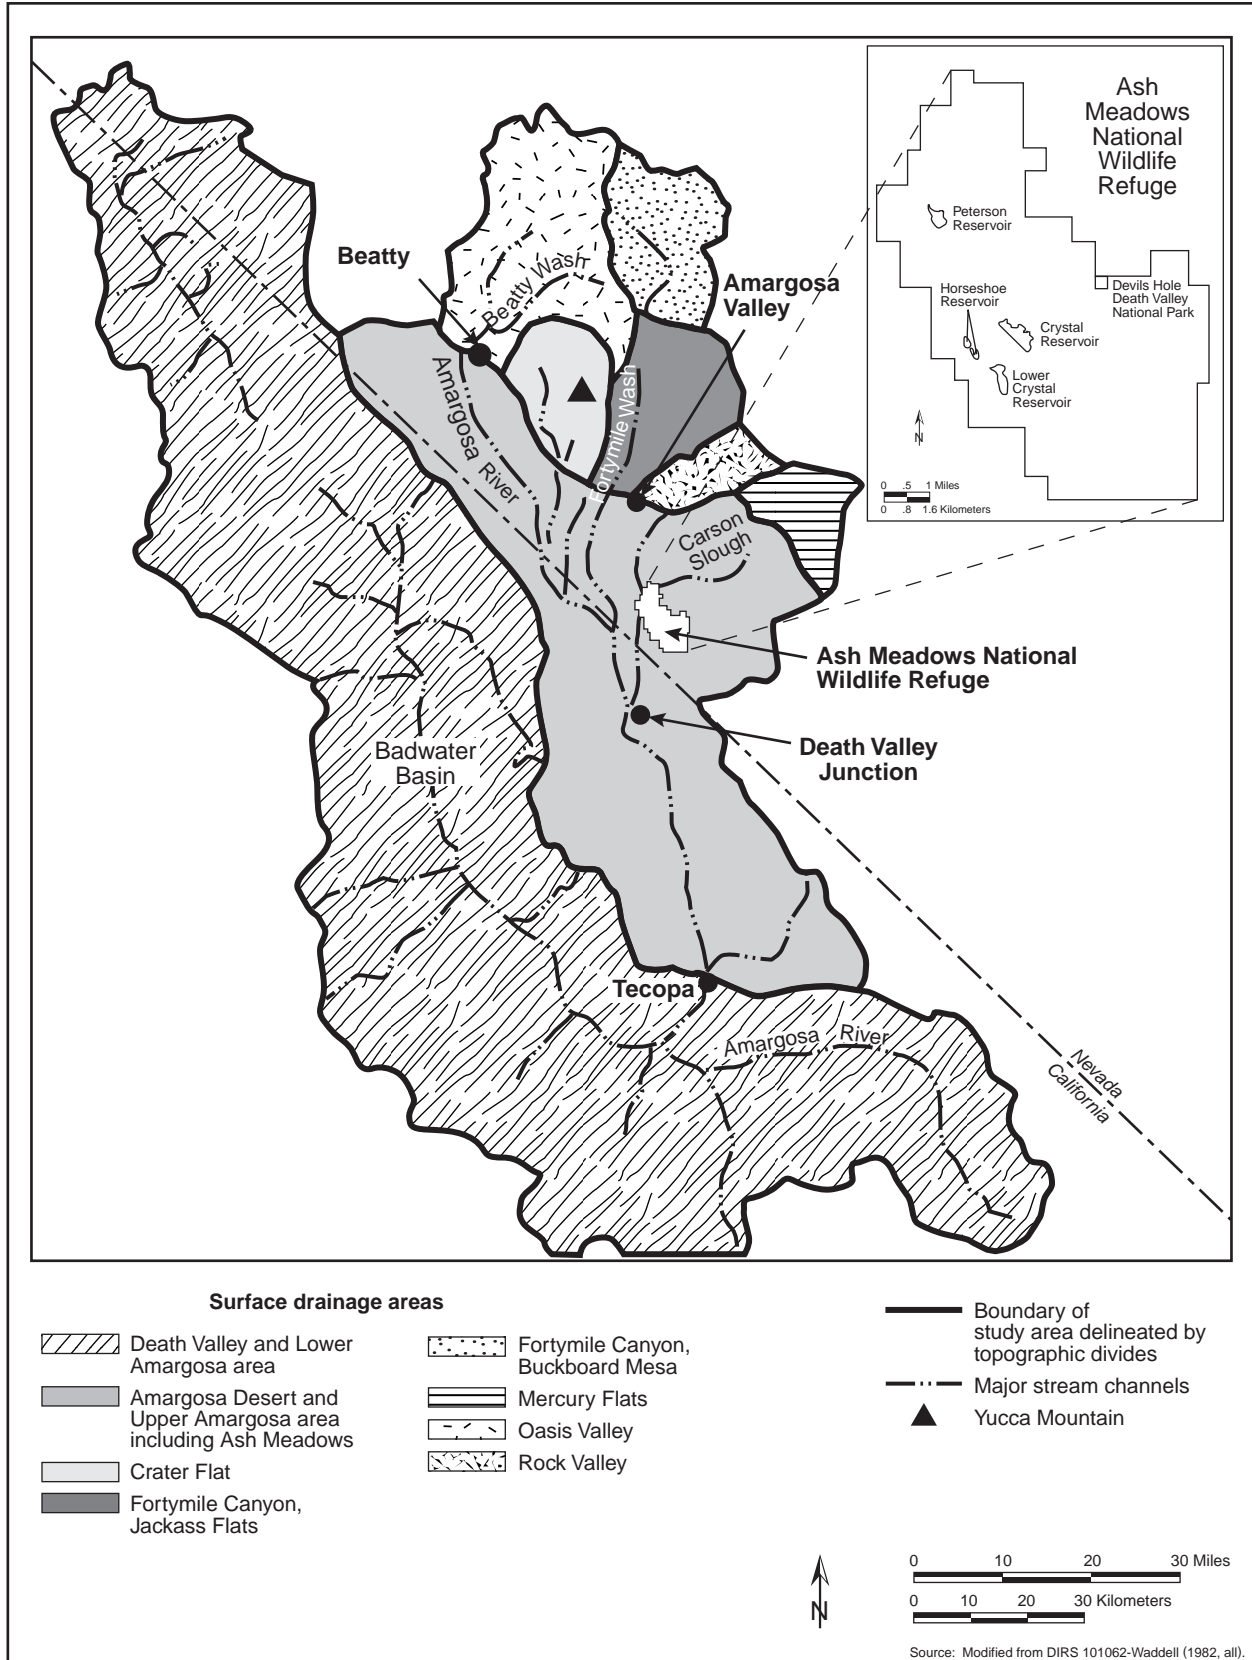 Ash
Meadows
National
Wildlife
Refuge
Peterson
Reservoir
Horseshoe
Reservoir
Devils Hole
Death Valley
National Park
Crystal
Reservoir
Lower
Crystal
Reservoir
N
0 .5 1 Miles
0 .8 1.6 Kilometers
Beatty
Beatty Wash
Amargosa
Valley
Amargosa River
Fortymile Wash
Carson
Slough
Ash Meadows National
Wildlife Refuge
Death Valley
Junction
Badwater
Basin
Tecopa
Amargosa River
Nevada
California
Surface drainage areas
Death Valley and Lower
Amargosa area
Amargosa Desert and
Upper Amargosa area
including Ash Meadows
Crater Flat
Fortymile Canyon,
Jackass Flats
Fortymile Canyon,
Buckboard Mesa
Mercury Flats
Oasis Valley
Rock Valley
Boundary of
study area delineated by
topographic divides
Major stream channels
Yucca Mountain
N
0 10 20 30 Miles
0 10 20 30 Kilometers
Source: Modified from DIRS 101062-Waddell (1982, all).